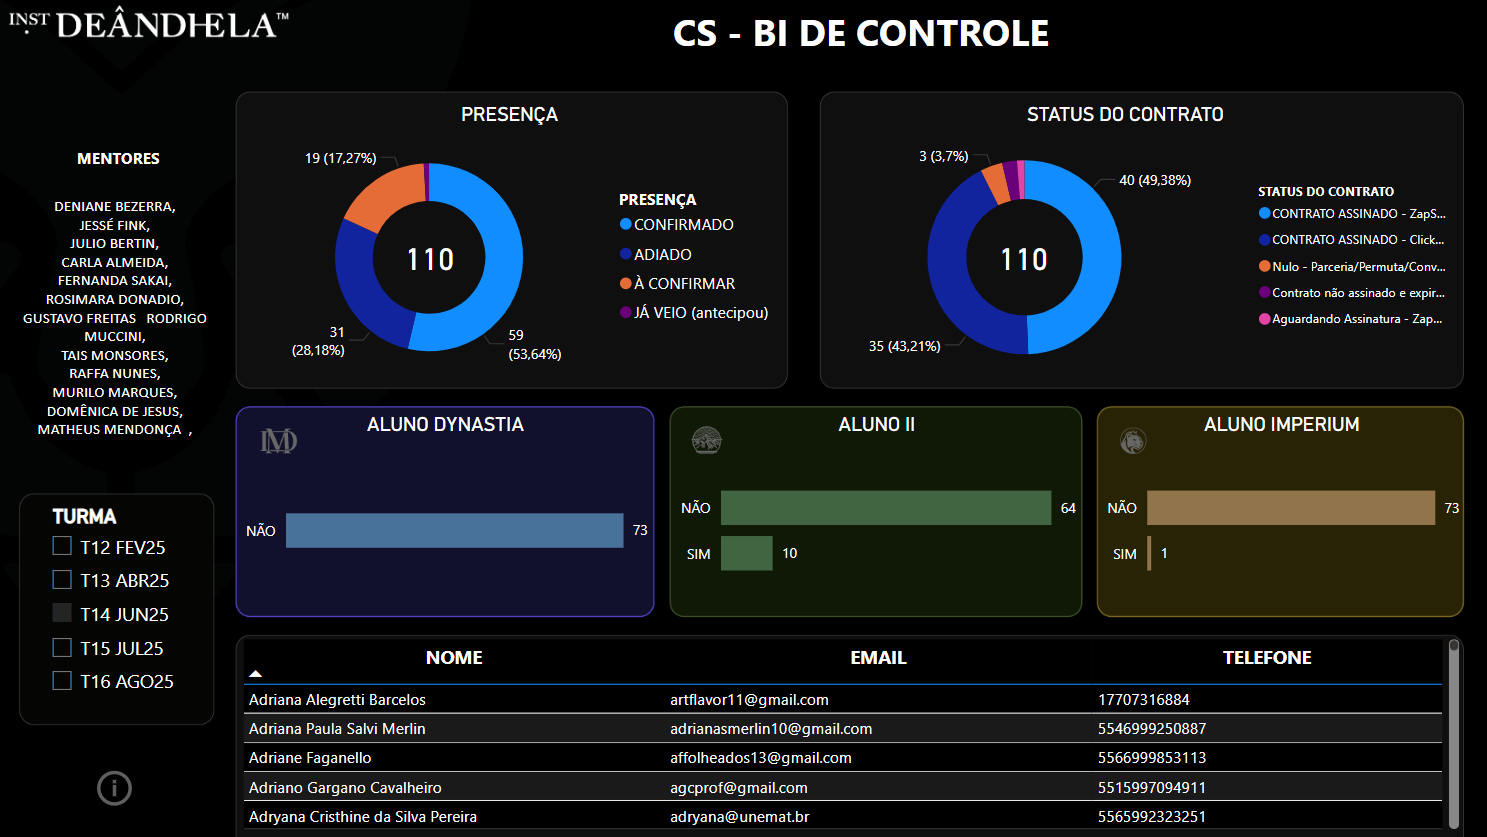 INST DEÂNDHELA™
CS - BI DE CONTROLE
MENTORES
DENIANE BEZERRA,
JESSÉ FINK,
JULIO BERTIN,
CARLA ALMEIDA,
FERNANDA SAKAI,
ROSIMARA DONADIO,
GUSTAVO FREITAS RODRIGO
MUCCINI,
TAIS MONSORES,
RAFFA NUNES,
MURILO MARQUES,
DOMÊNICA DE JESUS,
MATHEUS MENDONÇA ,
TURMA
T12 FEV25
T13 ABR25
T14 JUN25
T15 JUL25
T16 AGO25
PRESENÇA
19 (17,27%)
110
31
(28,18%)
59
(53,64%)
PRESENÇA
CONFIRMADO
ADIADO
À CONFIRMAR
JÁ VEIO (antecipou)
STATUS DO CONTRATO
3 (3,7%)
40 (49,38%)
110
35 (43,21%)
STATUS DO CONTRATO
CONTRATO ASSINADO - ZapS...
CONTRATO ASSINADO - Click...
Nulo - Parceria/Permuta/Conv...
Contrato não assinado e expir...
Aguardando Assinatura - Zap...
ALUNO DYNASTIA
NÃO 73
ALUNO II
NÃO 64
SIM 10
ALUNO IMPERIUM
NÃO 73
SIM 1
NOME EMAIL TELEFONE
Adriana Alegretti Barcelos artflavor11@gmail.com 17707316884
Adriana Paula Salvi Merlin adrianasmerlin10@gmail.com 5546999250887
Adriane Faganello affolheados13@gmail.com 5566999853113
Adriano Gargano Cavalheiro agcprof@gmail.com 5515997094911
Adryana Cristhine da Silva Pereira adryana@unemat.br 5565992323251